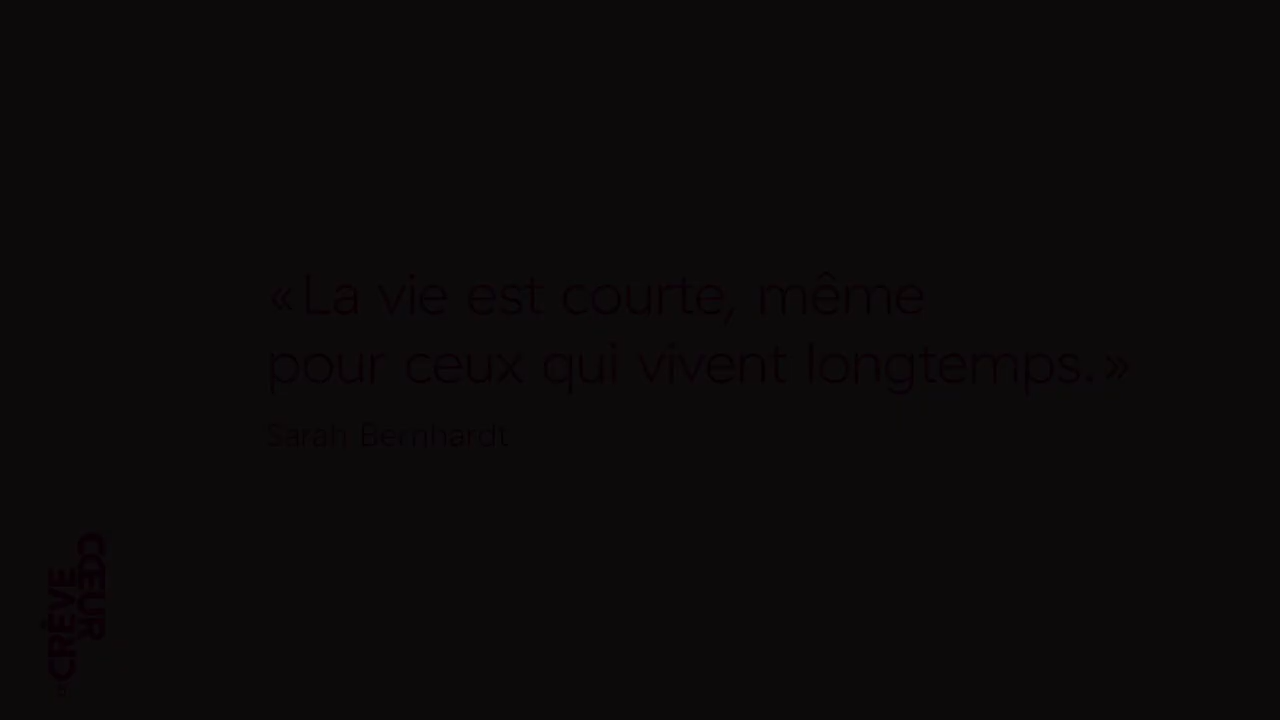 «La vie est courte, même
pour ceux qui vivent longtemps.»
Sarah Bernhardt
CRÈVE
CŒUR